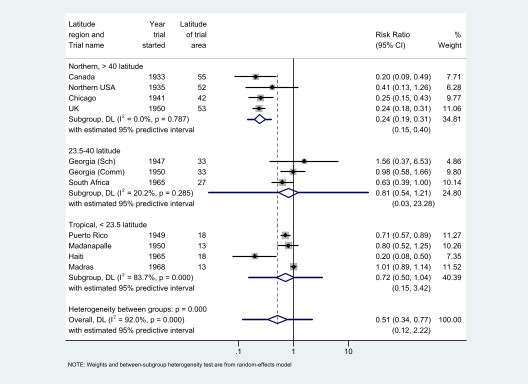 Latitude Year Latitude
region and trial of trial Risk Ratio %
Trial name started area (95% CI) Weight
Northern, > 40 latitude
Canada 1933 55 0.20 (0.09, 0.49) 7.71
Northern USA 1935 52 0.41 (0.13, 1.26) 6.28
Chicago 1941 42 0.25 (0.15, 0.43) 9.77
UK 1950 53 0.24 (0.18, 0.31) 11.06
Subgroup, DL (I² = 0.0%, p = 0.787) 0.24 (0.19, 0.31) 34.81
with estimated 95% predictive interval (0.15, 0.40)
23.5-40 latitude
Georgia (Sch) 1947 33 1.56 (0.37, 6.53) 4.86
Georgia (Comm) 1950 33 0.98 (0.58, 1.66) 9.80
South Africa 1965 27 0.63 (0.39, 1.00) 10.14
Subgroup, DL (I² = 20.2%, p = 0.285) 0.81 (0.54, 1.21) 24.80
with estimated 95% predictive interval (0.03, 23.28)
Tropical, < 23.5 latitude
Puerto Rico 1949 18 0.71 (0.57, 0.89) 11.27
Madanapalle 1950 13 0.80 (0.52, 1.25) 10.26
Haiti 1965 18 0.20 (0.08, 0.50) 7.35
Madras 1968 13 1.01 (0.89, 1.14) 11.52
Subgroup, DL (I² = 83.7%, p = 0.000) 0.72 (0.50, 1.04) 40.39
with estimated 95% predictive interval (0.15, 3.42)
Heterogeneity between groups: p = 0.000
Overall, DL (I² = 92.0%, p = 0.000) 0.51 (0.34, 0.77) 100.00
with estimated 95% predictive interval (0.12, 2.22)
.1 1 10
NOTE: Weights and between-subgroup heterogeneity test are from random-effects model